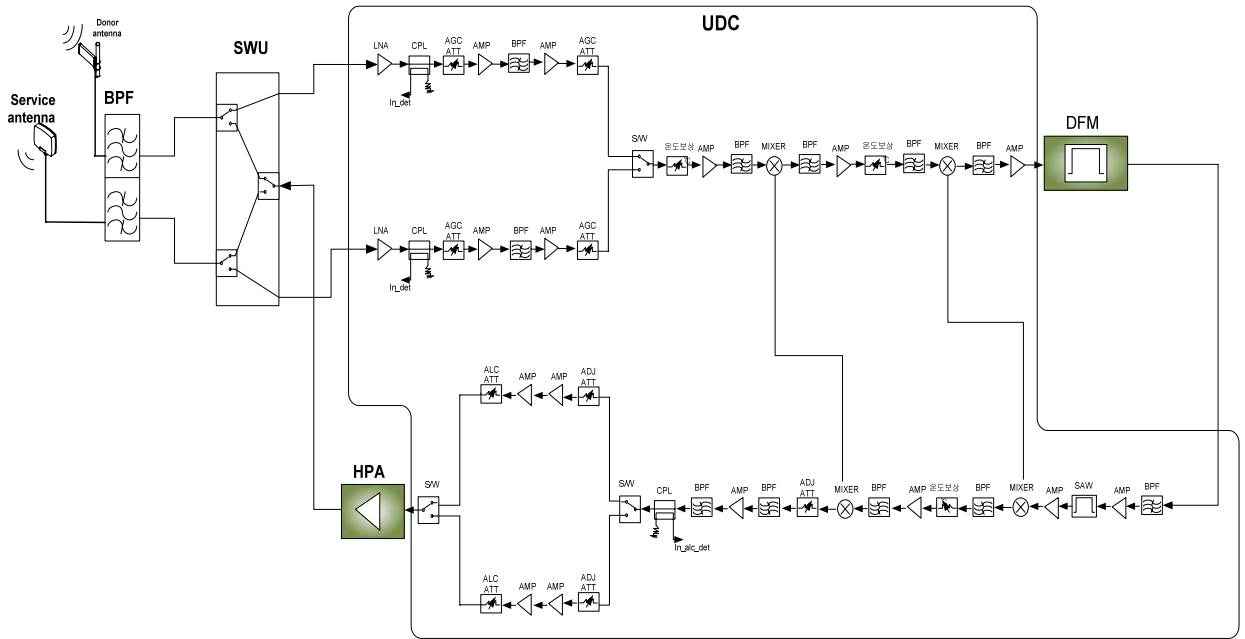 UDC
Donor
antenna
SWU
Service
antenna
BPF
LNA
CPL
AGC
ATT
AMP
BPF
AMP
AGC
ATT
In_det
S/W
온도보상
AMP
BPF
MIXER
BPF
AMP
온도보상
BPF
MIXER
BPF
AMP
DFM
LNA
CPL
AGC
ATT
AMP
BPF
AMP
AGC
ATT
In_det
ALC
ATT
AMP
AMP
ADJ
ATT
HPA
S/W
S/W
CPL
BPF
AMP
BPF
ADJ
ATT
MIXER
BPF
AMP
온도보상
BPF
MIXER
AMP
SAW
AMP
BPF
In_alc_det
ALC
ATT
AMP
AMP
ADJ
ATT